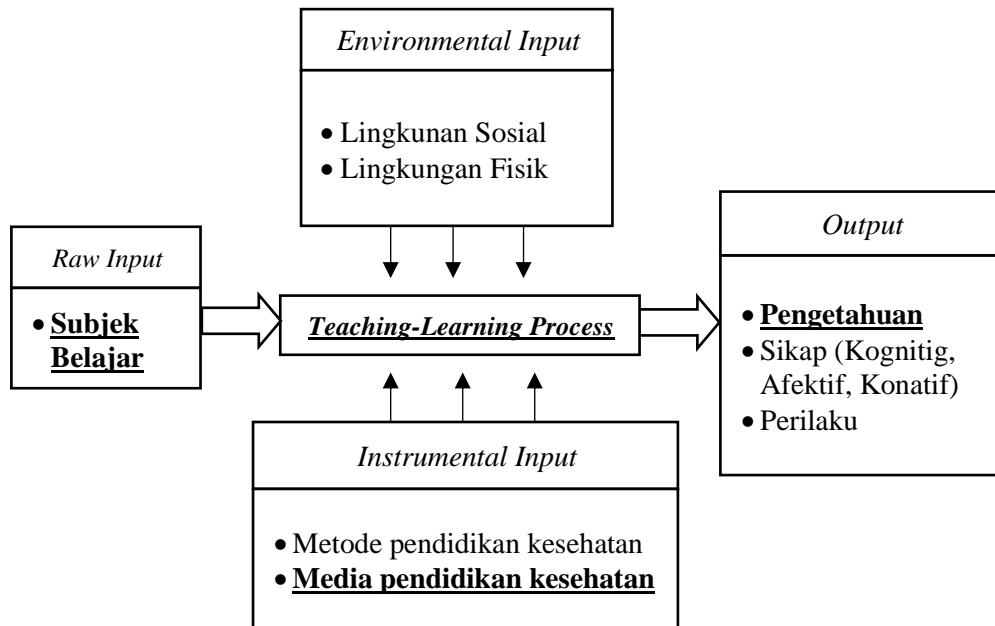 Environmental Input
• Lingkunan Sosial
• Lingkungan Fisik
Raw Input
• Subjek
Belajar
Teaching-Learning Process
Output
• Pengetahuan
• Sikap (Kognitig,
Afektif, Konatif)
• Perilaku
Instrumental Input
• Metode pendidikan kesehatan
• Media pendidikan kesehatan